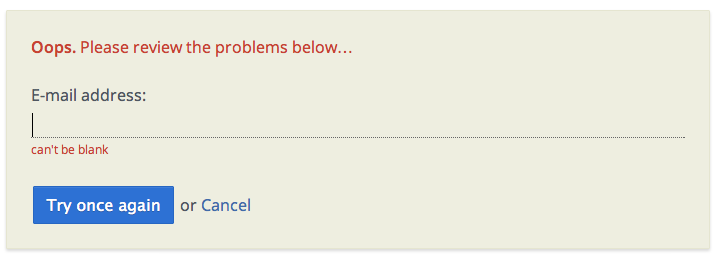 Oops. Please review the problems below…
E-mail address:
can't be blank
Try once again or Cancel